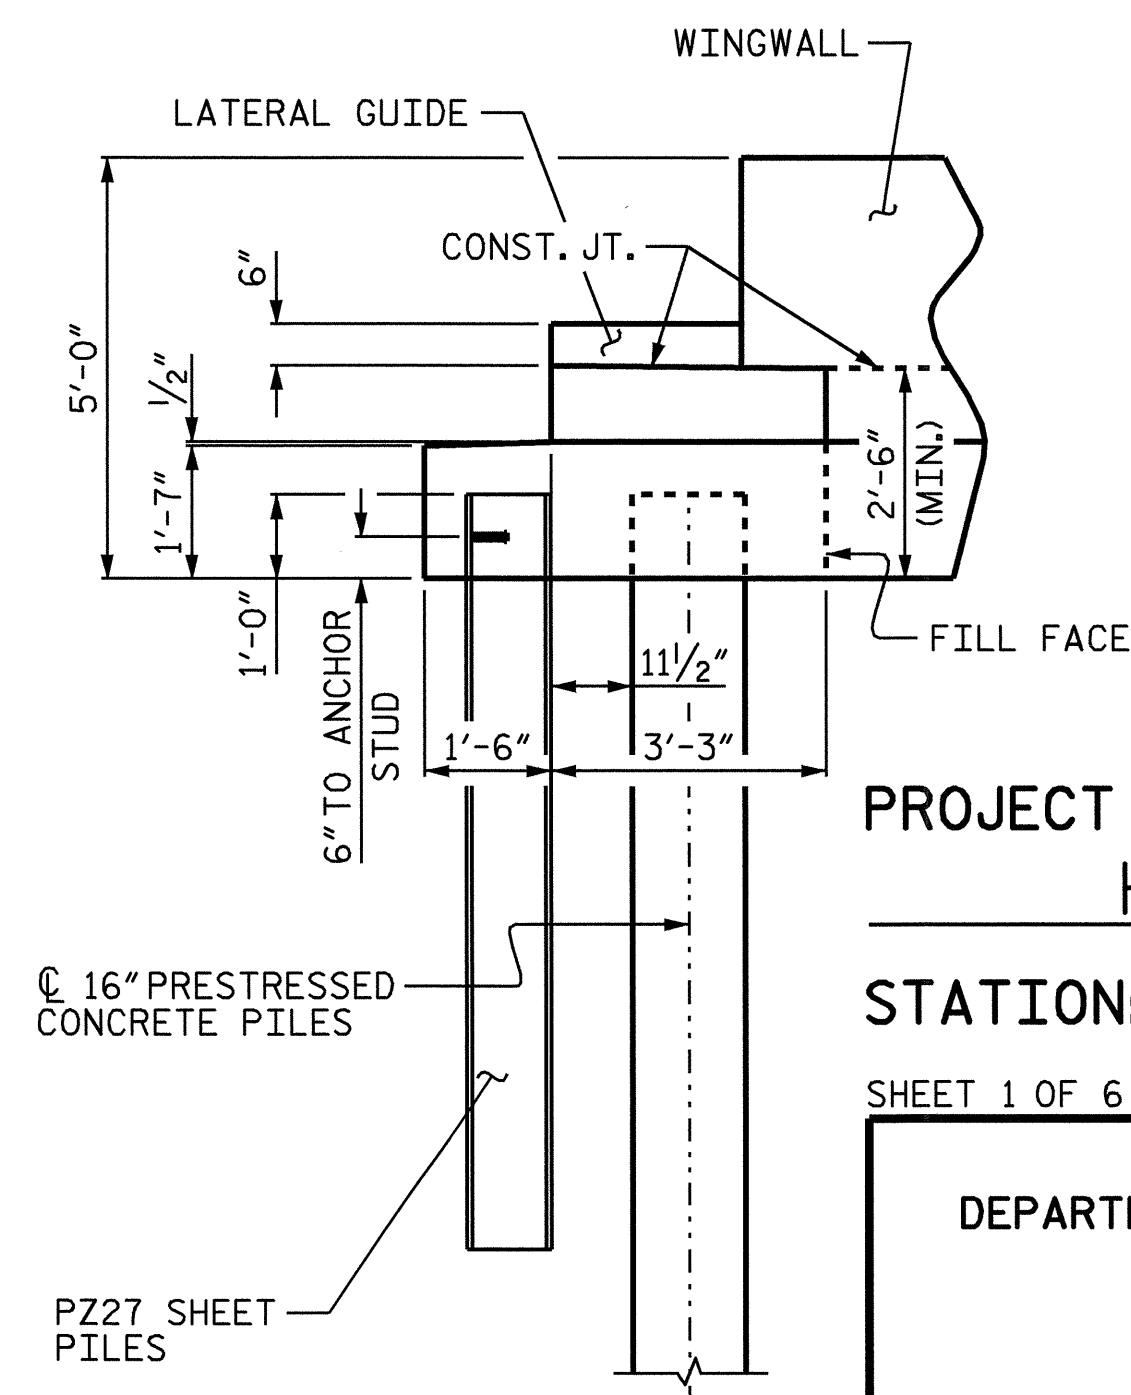 WINGWALL
LATERAL GUIDE
CONST. JT.
6"
5'-0"
1/2"
1'-7"
1'-0"
2'-6"
(MIN.)
FILL FACE
6" TO ANCHOR
STUD
11 1/2"
1'-6"
3'-3"
PROJECT
STATION
℄ 16" PRESTRESSED
CONCRETE PILES
SHEET 1 OF 6
DEPART
PZ27 SHEET
PILES